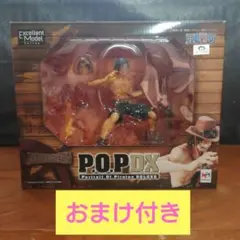 Excellent
Model
P.O.P DX
Portrait Of Pirates DELUXE
おまけ付き